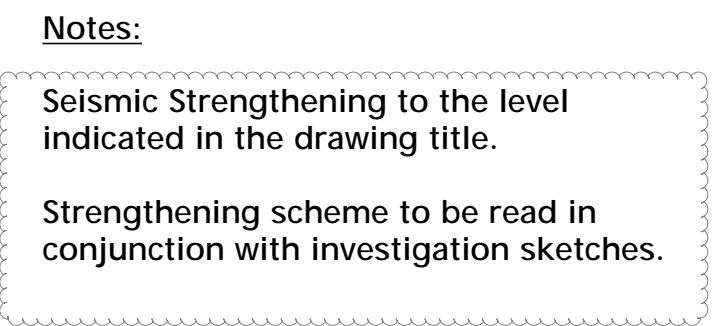 Notes:
Seismic Strengthening to the level
indicated in the drawing title.
Strengthening scheme to be read in
conjunction with investigation sketches.